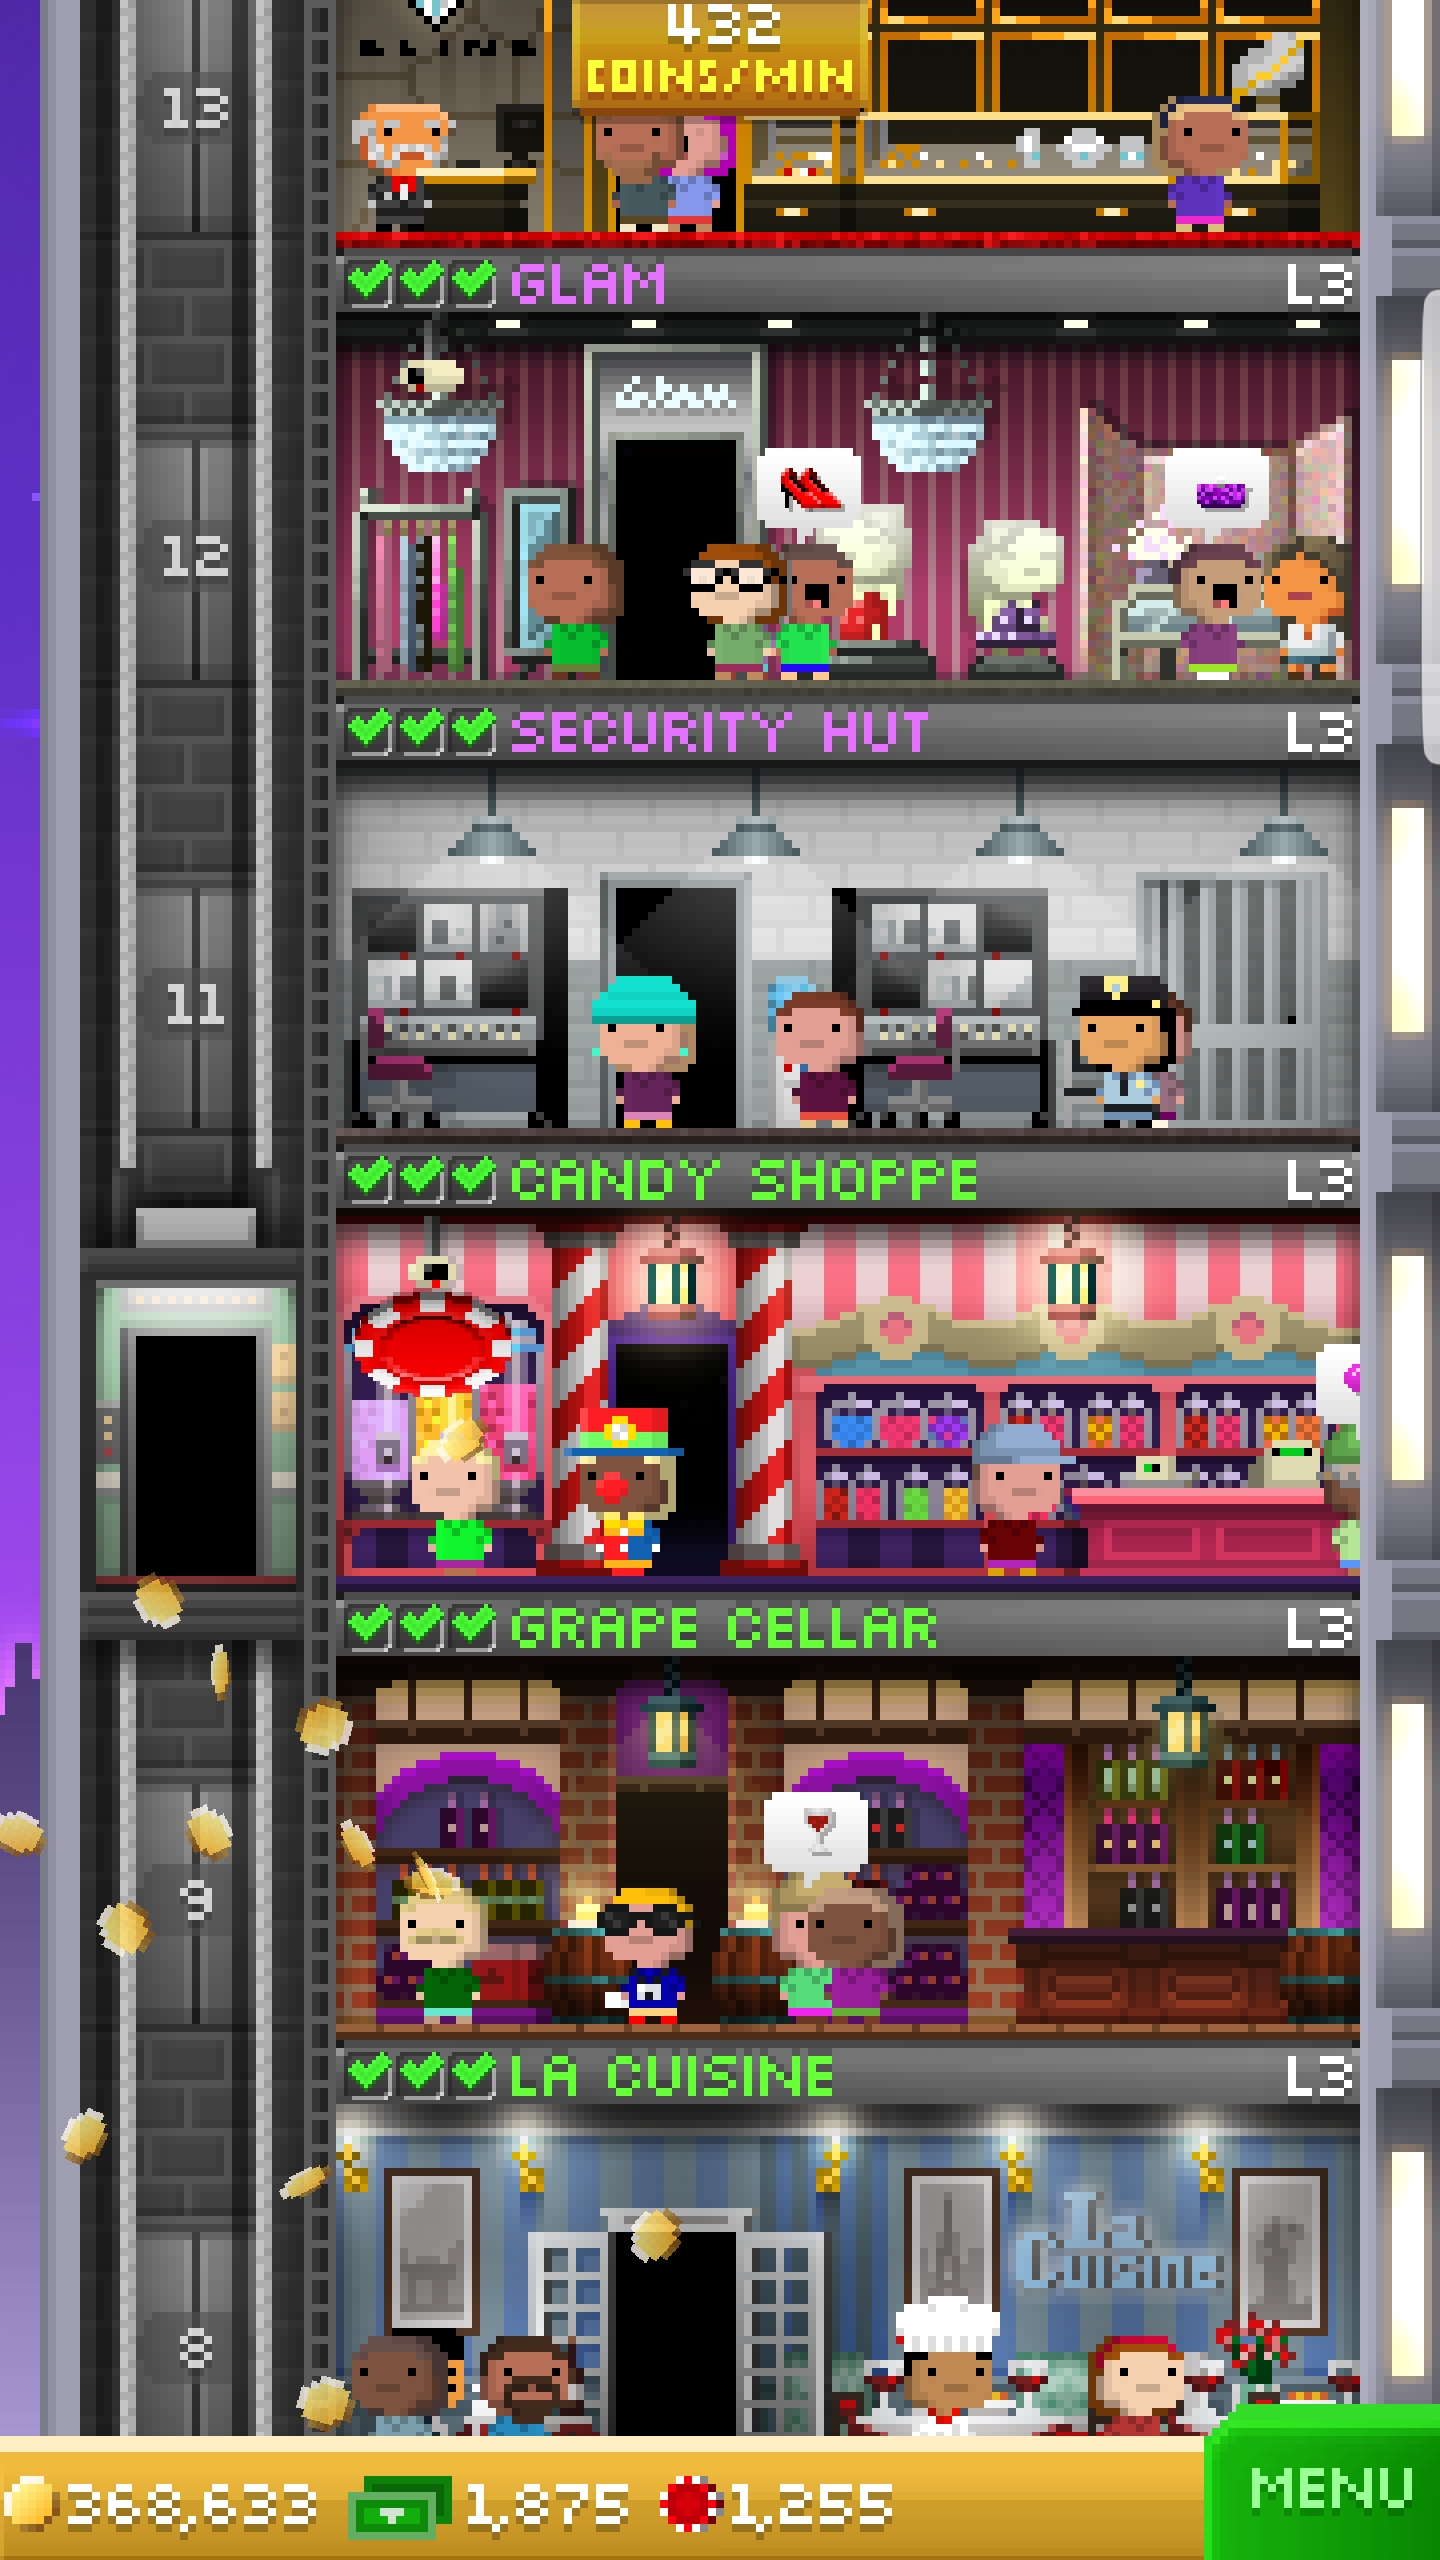 BLING
432
COINS/MIN
13
GLAM
L3
Glam
12
SECURITY HUT
L3
11
CANDY SHOPPE
L3
GRAPE CELLAR
L3
9
LA CUISINE
L3
La
Cuisine
8
368,633
1,875
1,255
MENU